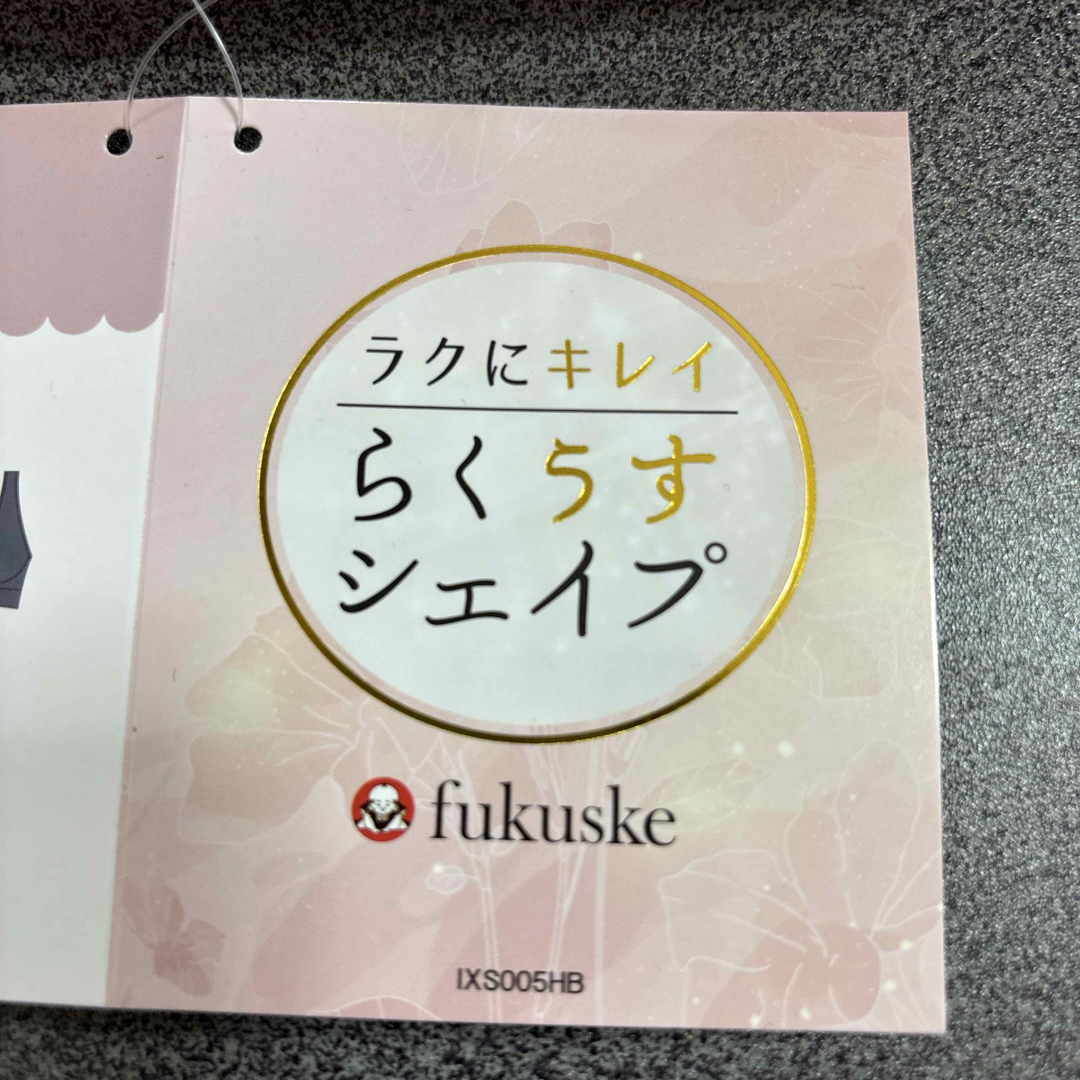 ラクにキレイ
らくうす
シェイプ
fukuske
IXS005HB